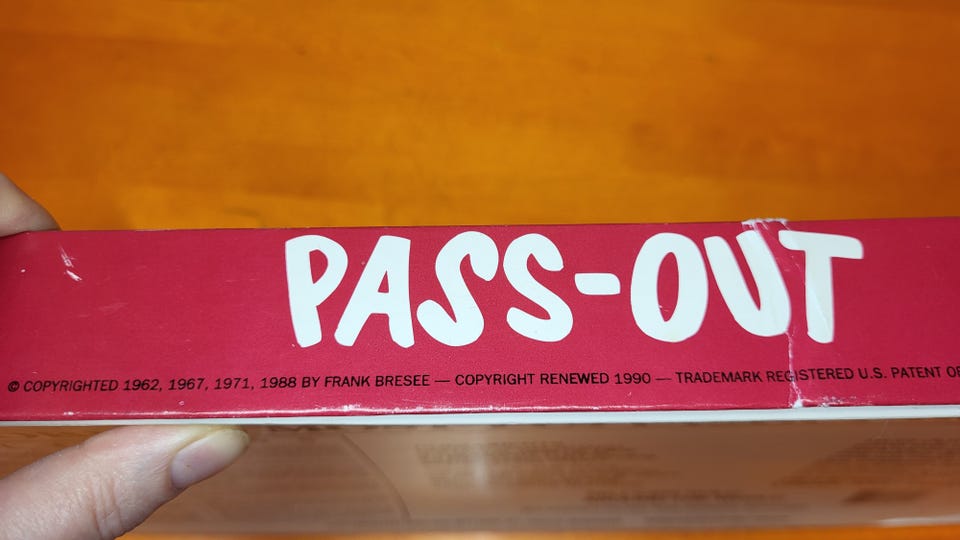 PASS-OUT
© COPYRIGHTED 1962, 1967, 1971, 1988 BY FRANK BRESEE — COPYRIGHT RENEWED 1990 — TRADEMARK REGISTERED U.S. PATENT